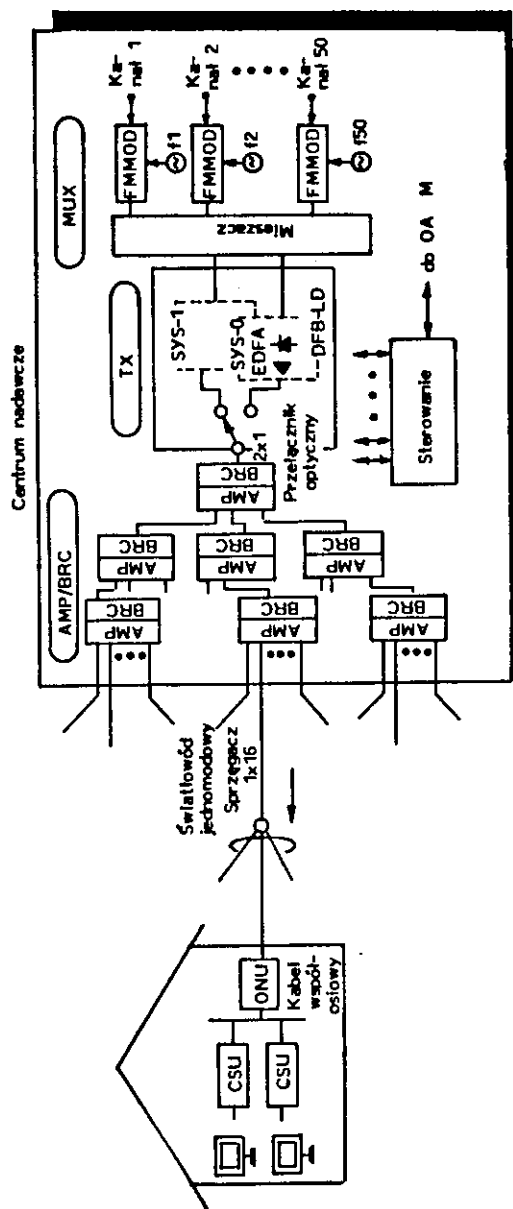 Centrum nadawcze
MUX
TX
AMP/BRC
Ka-
nał 1
Ka-
nał 2
Ka-
nał 50
FMMOD
FMMOD
FMMOD
f1
f2
f50
Mieszacz
SYS-1
SYS-0
EDFA
DFB-LD
2x1
Przełącznik
optyczny
Sterowanie
do OA M
AMP
BRC
AMP
BRC
AMP
BRC
AMP
BRC
AMP
BRC
AMP
BRC
AMP
BRC
Światłowód
jednomodowy
Sprzęgacz
1x16
ONU
Kabel
współ-
osiowy
CSU
CSU